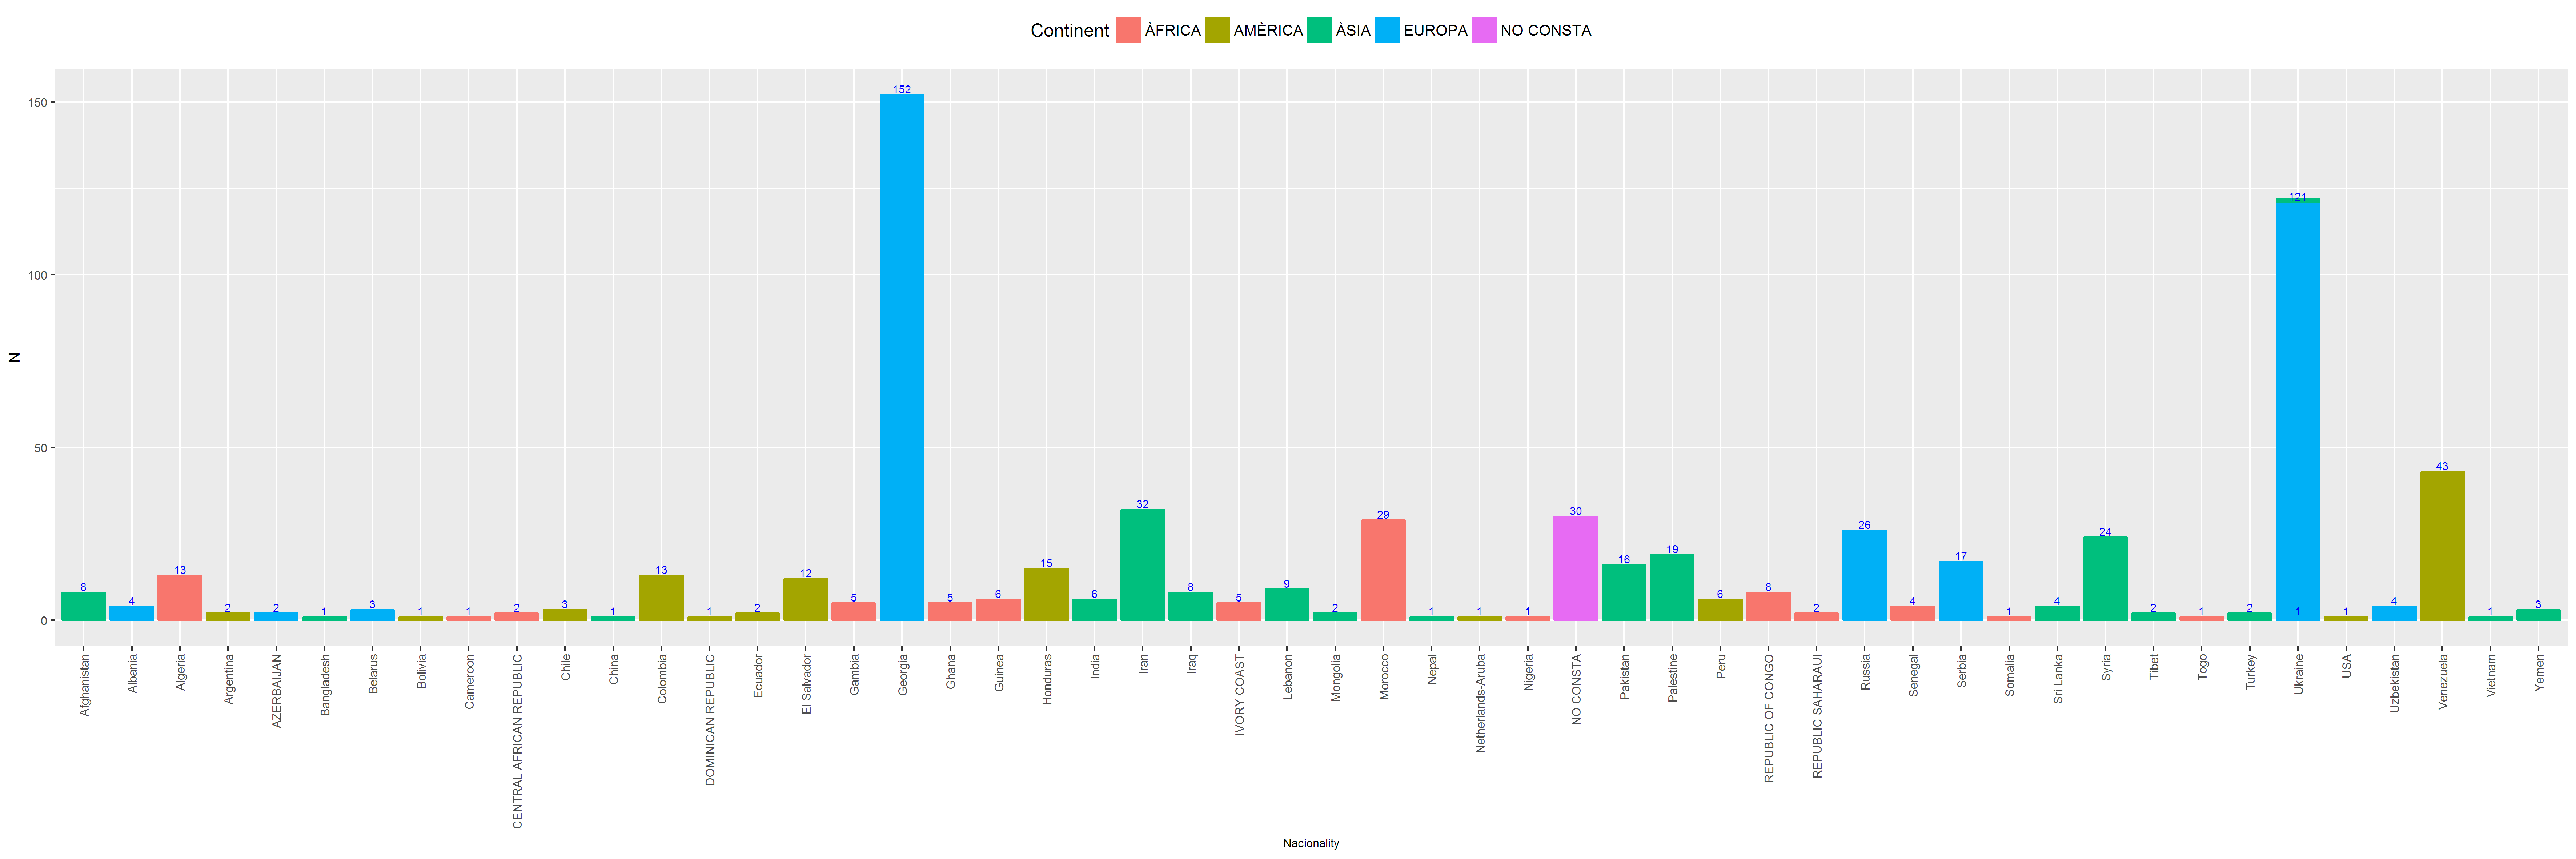 Continent ÀFRICA AMÈRICA ÀSIA EUROPA NO CONSTA
N
150
100
50
0
8 4 13 2 2 1 3 1 1 2 3 1 13 1 2 12 5 152 5 6 15 6 32 8 5 9 2 29 1 1 1 30 16 19 6 8 2 26 4 17 1 4 24 2 1 2 121 1 1 4 43 1 3
Afghanistan
Albania
Algeria
Argentina
AZERBAIJAN
Bangladesh
Belarus
Bolivia
Cameroon
CENTRAL AFRICAN REPUBLIC
Chile
China
Colombia
DOMINICAN REPUBLIC
Ecuador
El Salvador
Gambia
Georgia
Ghana
Guinea
Honduras
India
Iran
Iraq
IVORY COAST
Lebanon
Mongolia
Morocco
Nepal
Netherlands-Aruba
Nigeria
NO CONSTA
Pakistan
Palestine
Peru
REPUBLIC OF CONGO
REPUBLIC SAHARAUI
Russia
Senegal
Serbia
Somalia
Sri Lanka
Syria
Tibet
Togo
Turkey
Ukraine
USA
Uzbekistan
Venezuela
Vietnam
Yemen
Nacionality